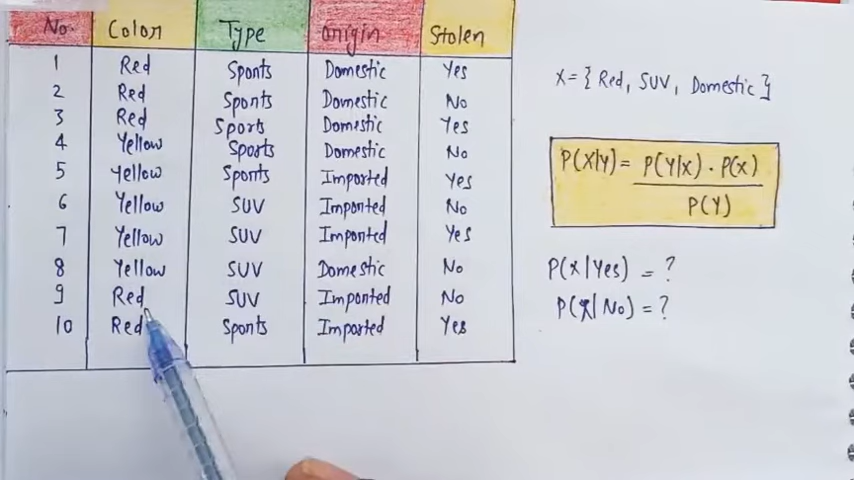 No. Color Type Origin Stolen
1 Red Sports Domestic Yes
2 Red Sports Domestic No
3 Red Sports Domestic Yes
4 Yellow Sports Domestic No
5 Yellow Sports Imported Yes
6 Yellow SUV Imported No
7 Yellow SUV Imported Yes
8 Yellow SUV Domestic No
9 Red SUV Imported No
10 Red Sports Imported Yes
X = { Red, SUV, Domestic }
P(X|Y) = P(Y|X) . P(X)
P(Y)
P(X|Yes) = ?
P(X|No) = ?